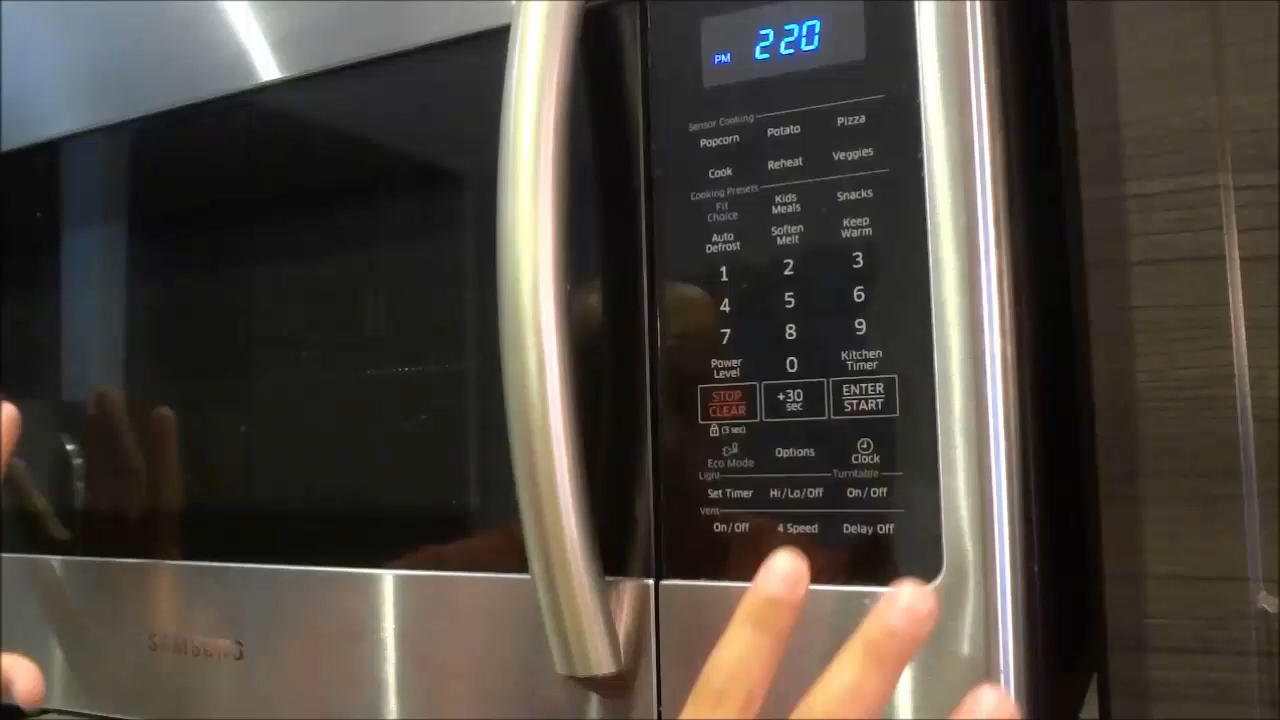 PM 2:20
Sensor Cooking
Popcorn Potato Pizza
Cook Reheat Veggies
Cooking Presets
Fit Choice Kids Meals Snacks
Auto Defrost Soften Melt Keep Warm
1 2 3
4 5 6
7 8 9
Power Level 0 Kitchen Timer
STOP CLEAR +30 sec ENTER START
(3 sec)
Eco Mode Options Clock
Light Turntable
Set Timer Hi/Lo/Off On/Off
Vent
On/Off 4 Speed Delay Off
SAMSUNG